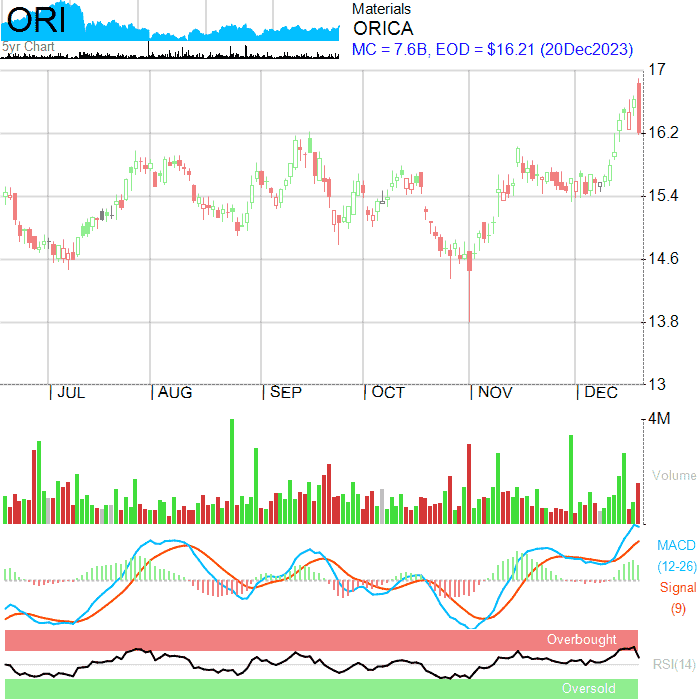 ORI
5yr Chart
Materials
ORICA
MC = 7.6B, EOD = $16.21 (20Dec2023)
17
16.2
15.4
14.6
13.8
13
JUL AUG SEP OCT NOV DEC
4M
Volume
MACD
(12-26)
Signal
(9)
Overbought
RSI(14)
Oversold